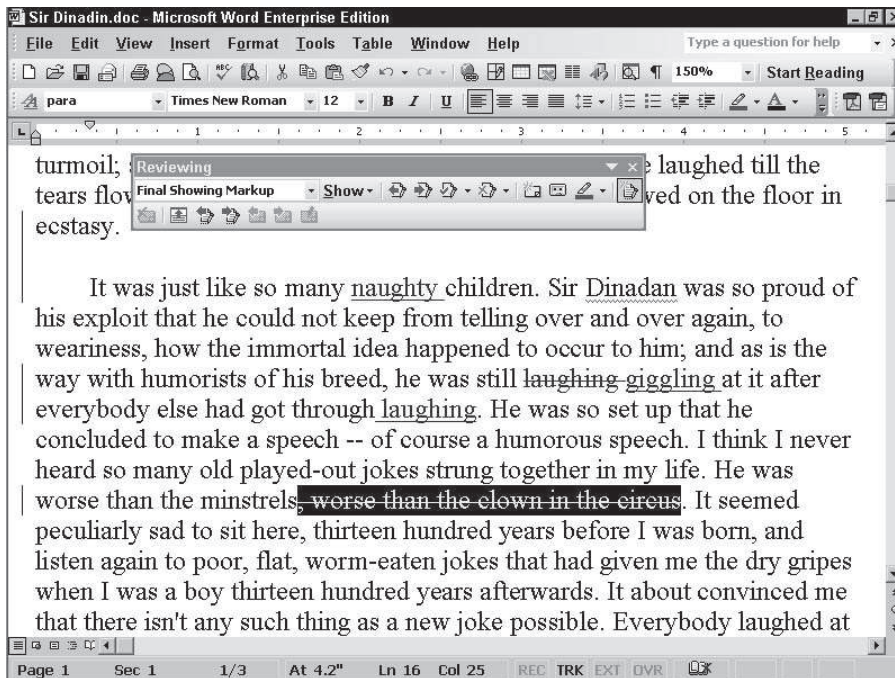 Sir Dinadin.doc - Microsoft Word Enterprise Edition
File Edit View Insert Format Tools Table Window Help Type a question for help
150% Start Reading
para Times New Roman 12 B I U
1 2 3 4 5
turmoil; Reviewing e laughed till the
tears flov Final Showing Markup Show ved on the floor in
ecstasy.
It was just like so many naughty children. Sir Dinadan was so proud of
his exploit that he could not keep from telling over and over again, to
weariness, how the immortal idea happened to occur to him; and as is the
way with humorists of his breed, he was still laughing giggling at it after
everybody else had got through laughing. He was so set up that he
concluded to make a speech -- of course a humorous speech. I think I never
heard so many old played-out jokes strung together in my life. He was
worse than the minstrels, worse than the clown in the circus. It seemed
peculiarly sad to sit here, thirteen hundred years before I was born, and
listen again to poor, flat, worm-eaten jokes that had given me the dry gripes
when I was a boy thirteen hundred years afterwards. It about convinced me
that there isn't any such thing as a new joke possible. Everybody laughed at
Page 1 Sec 1 1/3 At 4.2" Ln 16 Col 25 REC TRK EXT OVR